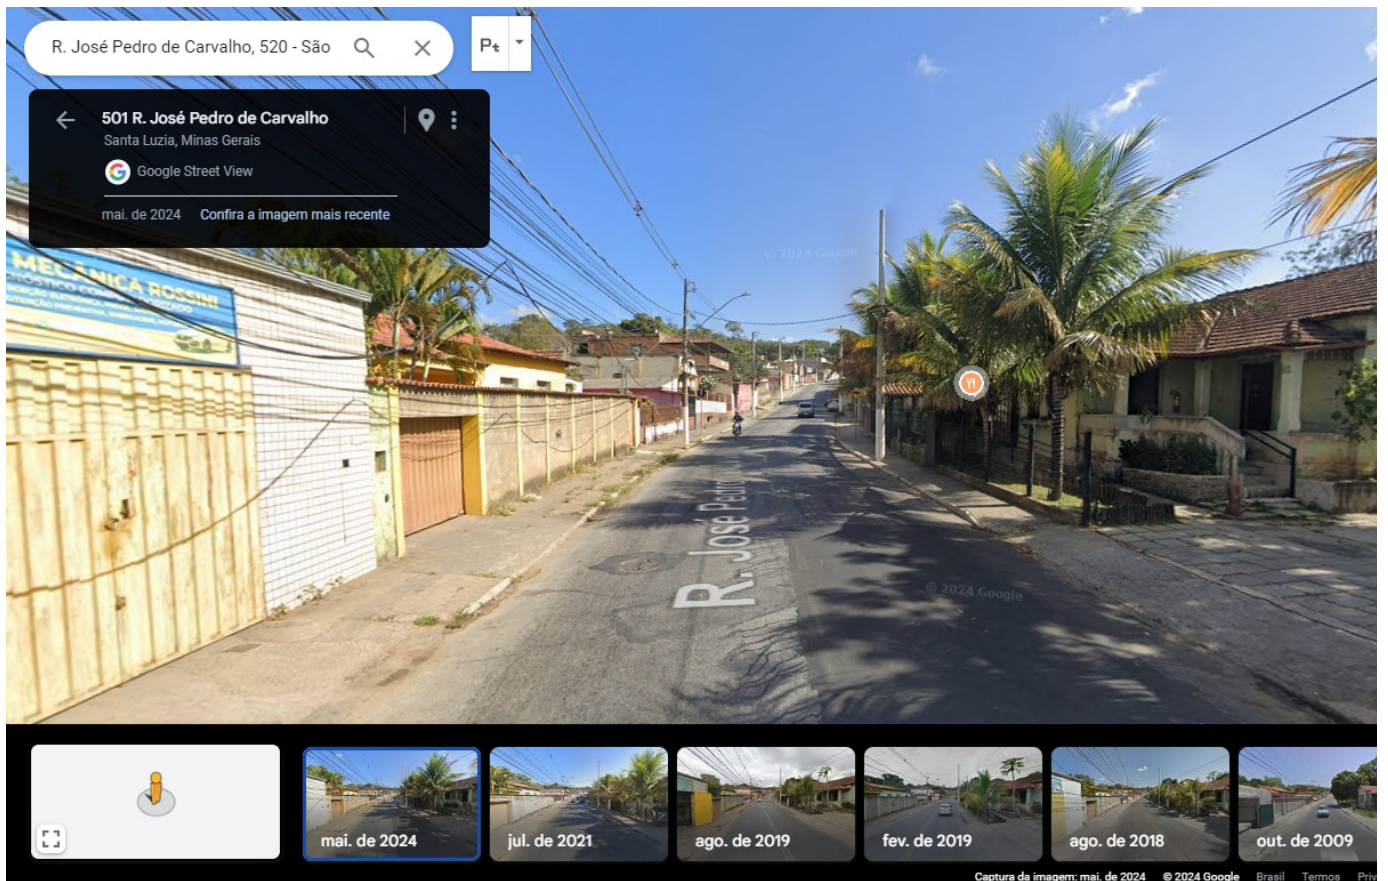 R. José Pedro de Carvalho, 520 - São
501 R. José Pedro de Carvalho
Santa Luzia, Minas Gerais
Google Street View
mai. de 2024 Confira a imagem mais recente
© 2024 Google
MECÂNICA ROSSINI
R. José Pedro
© 2024 Google
mai. de 2024
jul. de 2021
ago. de 2019
fev. de 2019
ago. de 2018
out. de 2009
Captura da imagem: mai. de 2024 © 2024 Google Brasil Termos